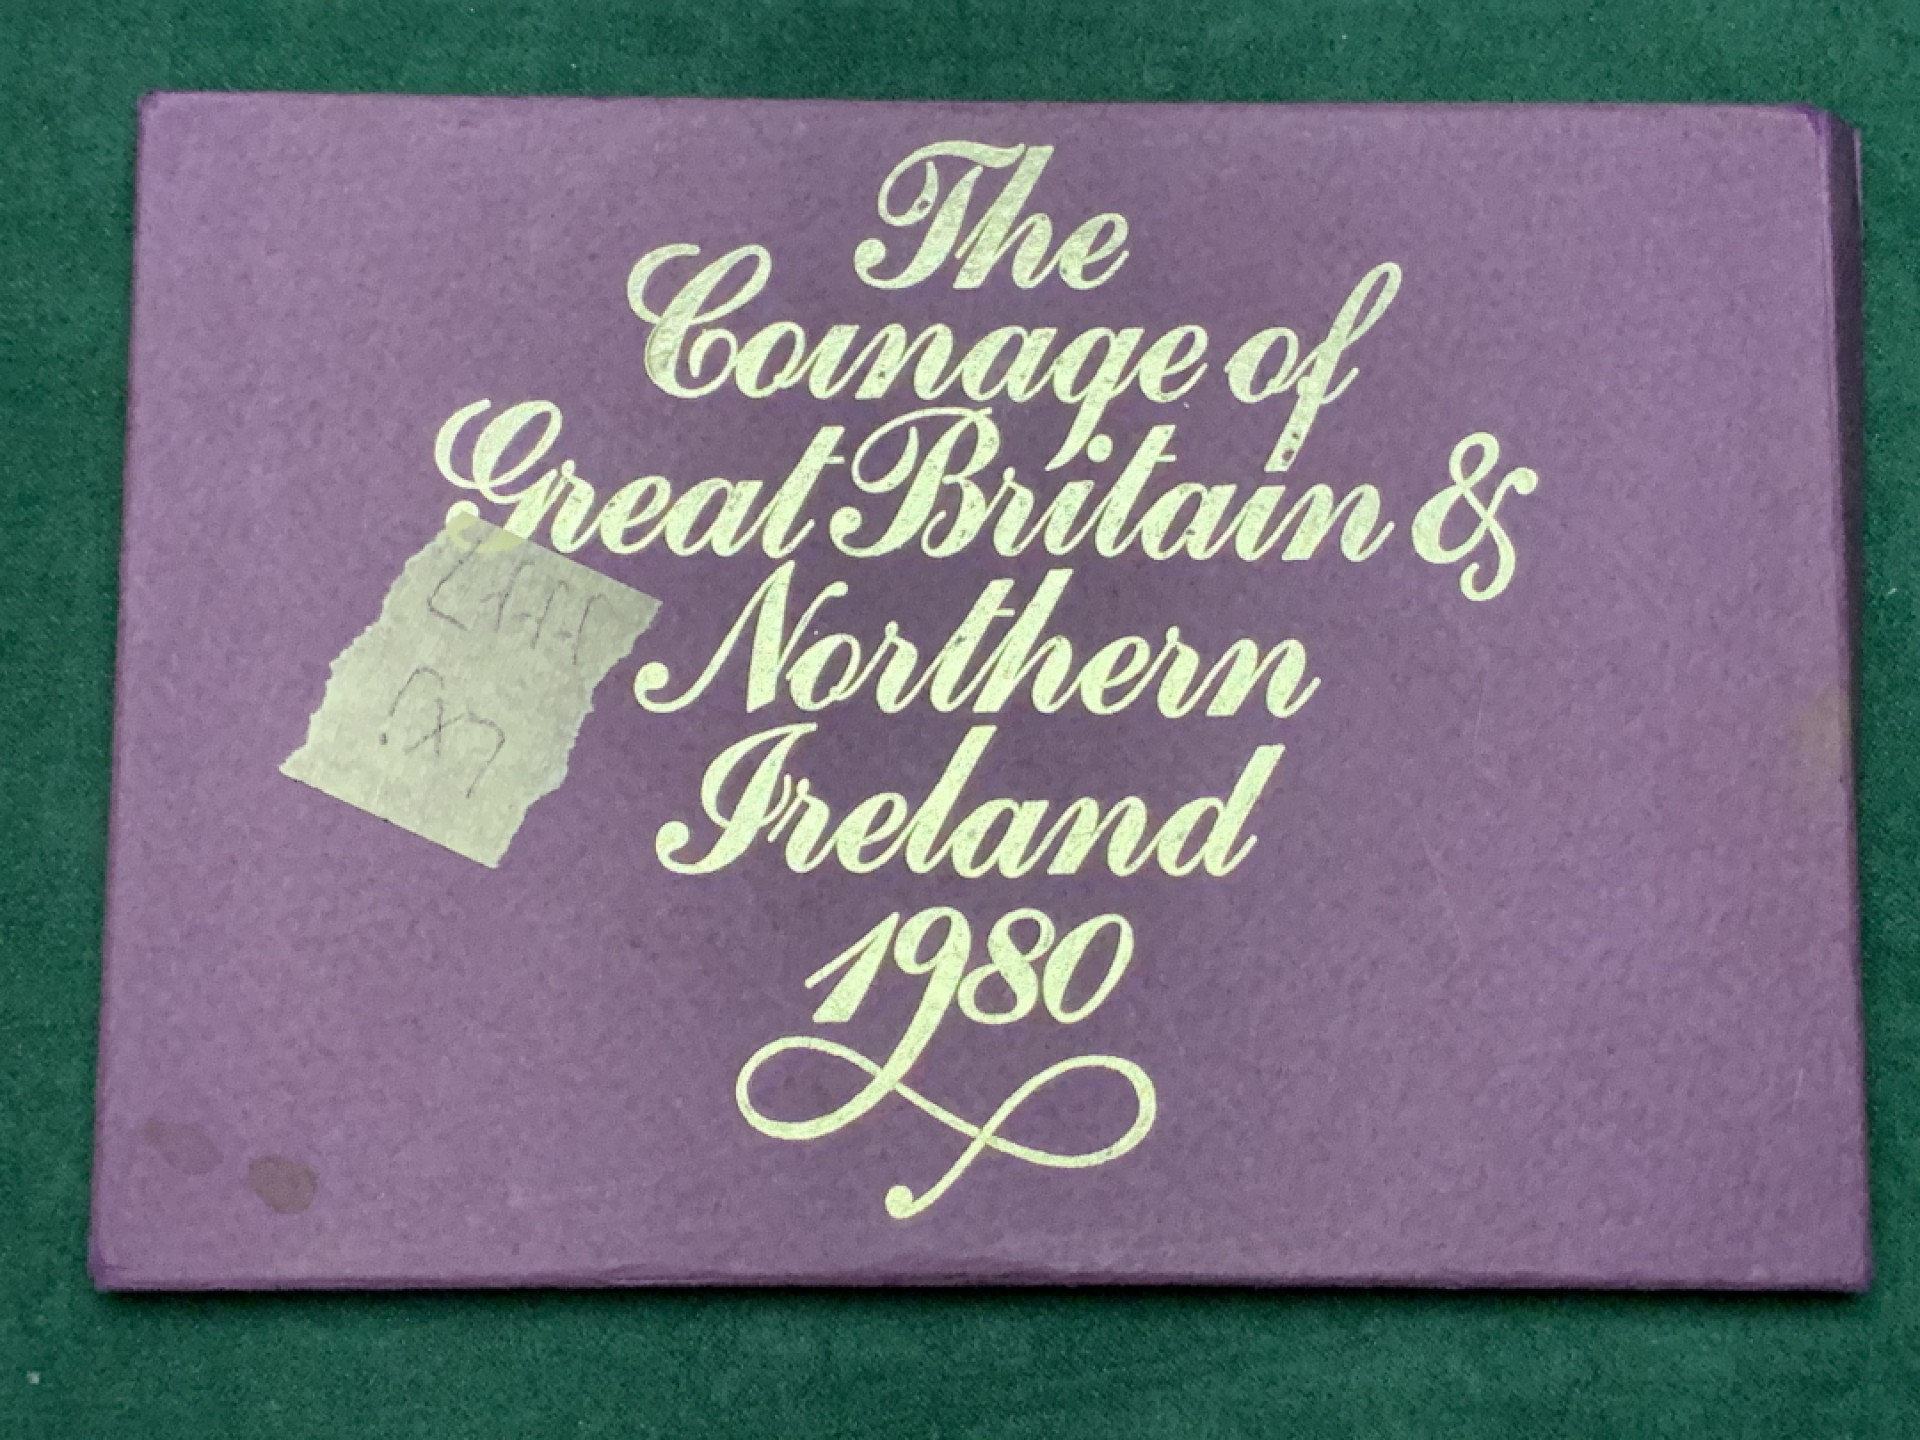 The
Coinage of
Great Britain &
Northern
Ireland
1980